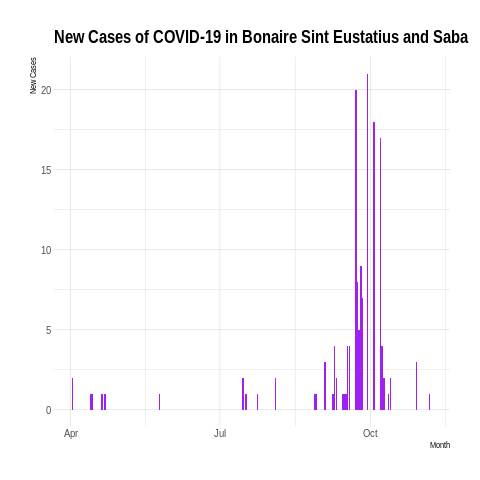 New Cases of COVID-19 in Bonaire Sint Eustatius and Saba
New Cases
20
15
10
5
0
Apr
Jul
Oct
Month